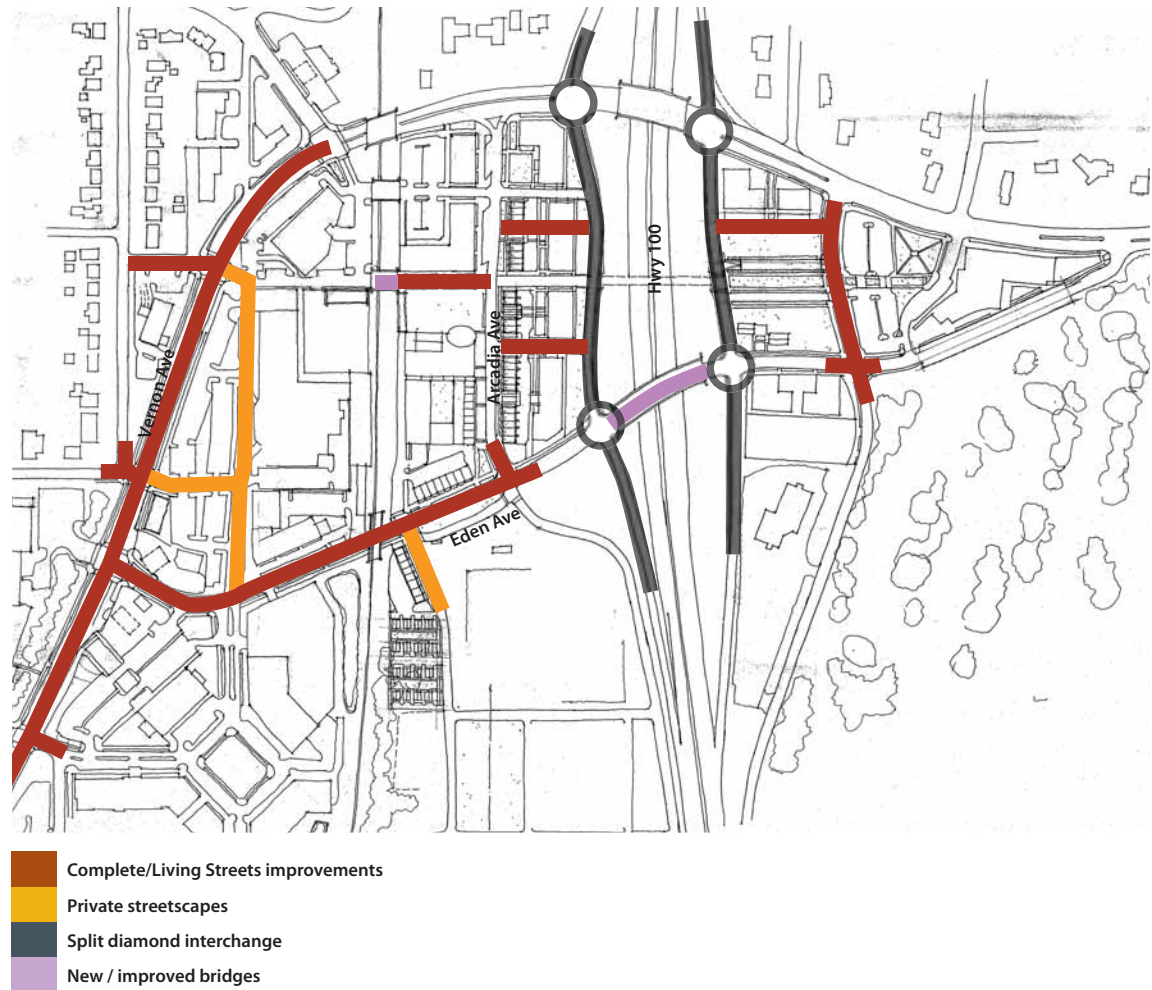 Hwy 100
Arcadia Ave
Vernon Ave
Eden Ave
Complete/Living Streets improvements
Private streetscapes
Split diamond interchange
New / improved bridges